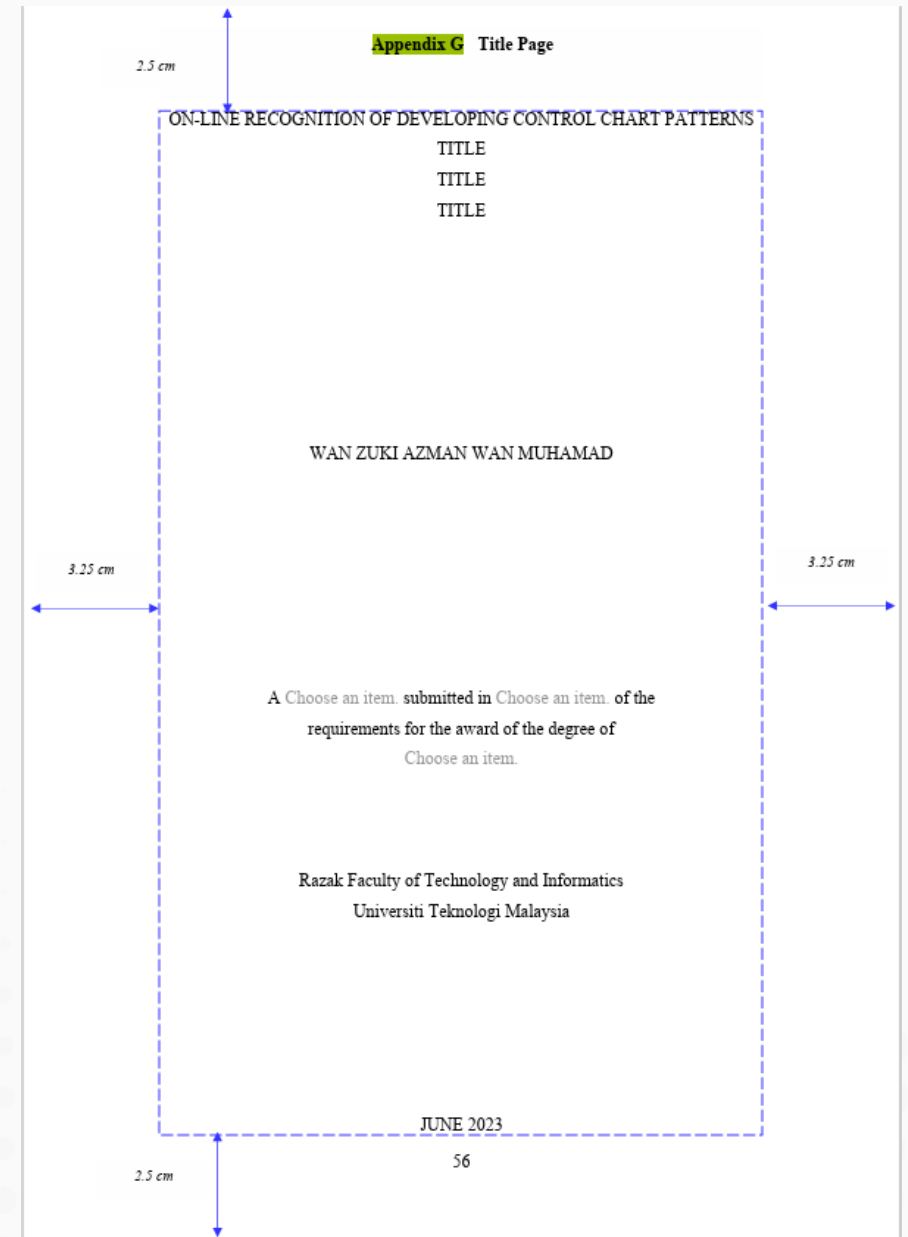 Appendix G Title Page
2.5 cm
ON-LINE RECOGNITION OF DEVELOPING CONTROL CHART PATTERNS
TITLE
TITLE
TITLE
WAN ZUKI AZMAN WAN MUHAMAD
3.25 cm
3.25 cm
A Choose an item. submitted in Choose an item. of the
requirements for the award of the degree of
Choose an item.
Razak Faculty of Technology and Informatics
Universiti Teknologi Malaysia
JUNE 2023
56
2.5 cm